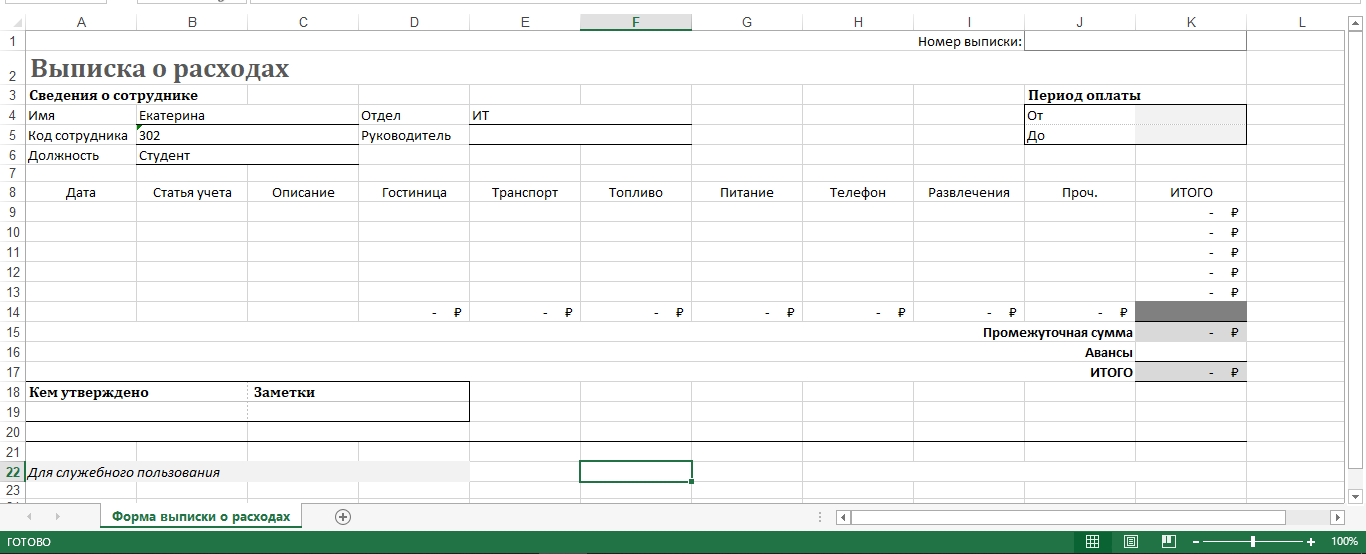 A B C D E F G H I J K L
1 Номер выписки:
2 Выписка о расходах
3 Сведения о сотруднике Период оплаты
4 Имя Екатерина Отдел ИТ От
5 Код сотрудника 302 Руководитель До
6 Должность Студент
7
8 Дата Статья учета Описание Гостиница Транспорт Топливо Питание Телефон Развлечения Проч. ИТОГО
9 - ₽
10 - ₽
11 - ₽
12 - ₽
13 - ₽
14 - ₽ - ₽ - ₽ - ₽ - ₽ - ₽ - ₽
15 Промежуточная сумма - ₽
16 Авансы
17 ИТОГО - ₽
18 Кем утверждено Заметки
19
20
21
22 Для служебного пользования
23
Форма выписки о расходах
ГОТОВО 100%